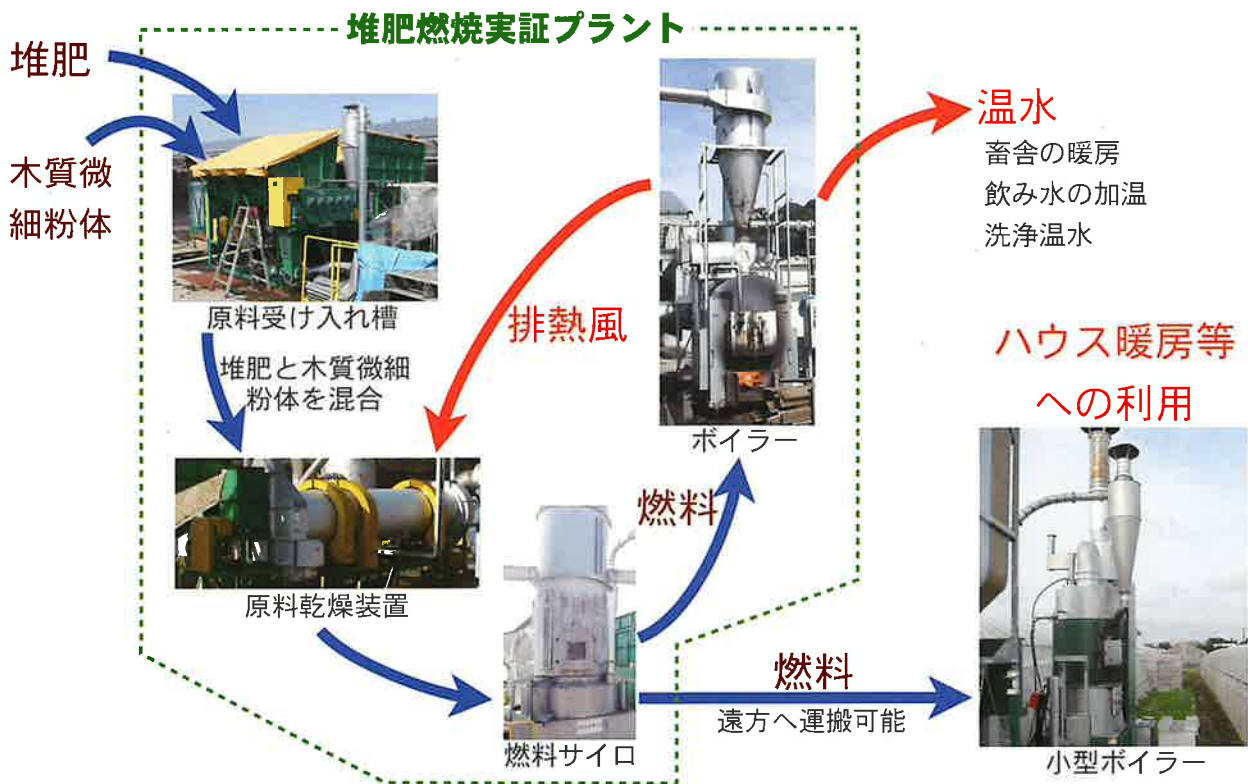 堆肥燃焼実証プラント
堆肥
木質微
細粉体
原料受け入れ槽
堆肥と木質微細
粉体を混合
排熱風
ボイラー
温水
畜舎の暖房
飲み水の加温
洗浄温水
ハウス暖房等
への利用
原料乾燥装置
燃料
燃料サイロ
燃料
遠方へ運搬可能
小型ボイラー